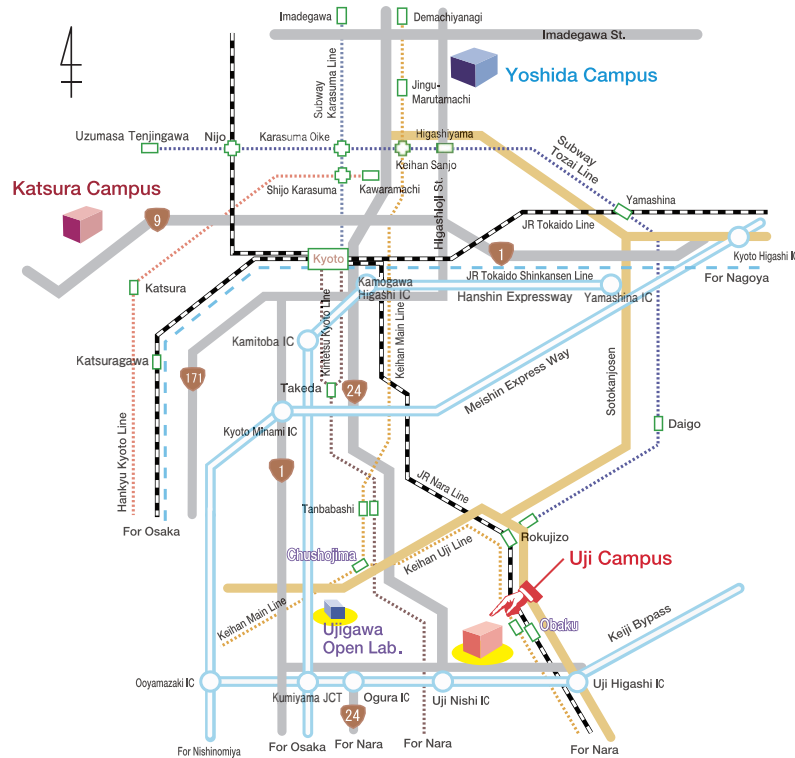 Imadegawa
Demachiyanagi
Imadegawa St.
Subway
Karasuma Line
Yoshida Campus
Jingu-
Marutamachi
Uzumasa Tenjingawa
Nijo
Karasuma Oike
Higashiyama
Keihan Sanjo
Subway
Tozai Line
Katsura Campus
Shijo Karasuma
Kawaramachi
Higashioji St.
Yamashina
9
JR Tokaido Line
Kyoto
1
Kyoto Higashi IC
JR Tokaido Shinkansen Line
For Nagoya
Katsura
Kamogawa
Higashi IC
Hanshin Expressway
Yamashina IC
Kintetsu Kyoto Line
Keihan Main Line
Kamitoba IC
Katsuragawa
171
Takeda
24
Meishin Express Way
Sotokanjosen
Hankyu Kyoto Line
Kyoto Minami IC
Daigo
1
JR Nara Line
For Osaka
Tanbabashi
Rokujizo
Chushojima
Keihan Uji Line
Uji Campus
Keihan Main Line
Ujigawa
Open Lab.
Obaku
Keiji Bypass
Ooyamazaki IC
Kumiyama JCT
Ogura IC
Uji Nishi IC
Uji Higashi IC
24
For Nishinomiya
For Osaka
For Nara
For Nara
For Nara